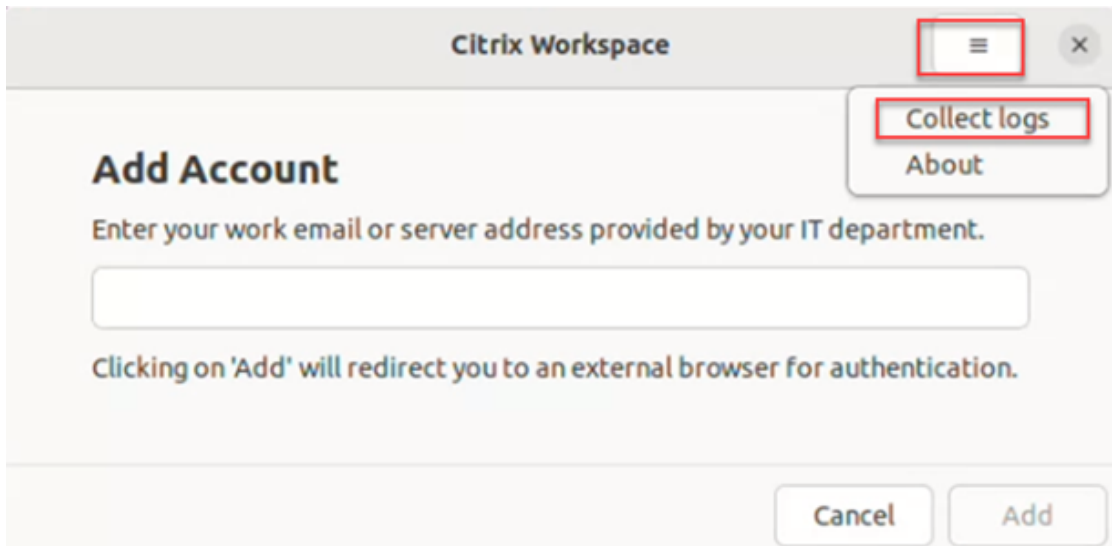 Citrix Workspace
Collect logs
About
Add Account
Enter your work email or server address provided by your IT department.
Clicking on 'Add' will redirect you to an external browser for authentication.
Cancel
Add